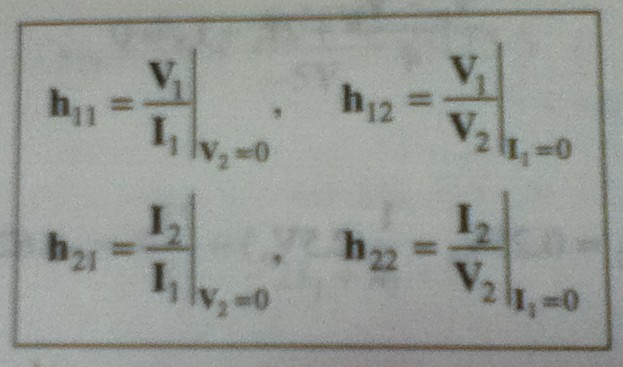 h₁₁ = V₁/I₁ |V₂=0 , h₁₂ = V₁/V₂ |I₁=0
h₂₁ = I₂/I₁ |V₂=0 , h₂₂ = I₂/V₂ |I₁=0